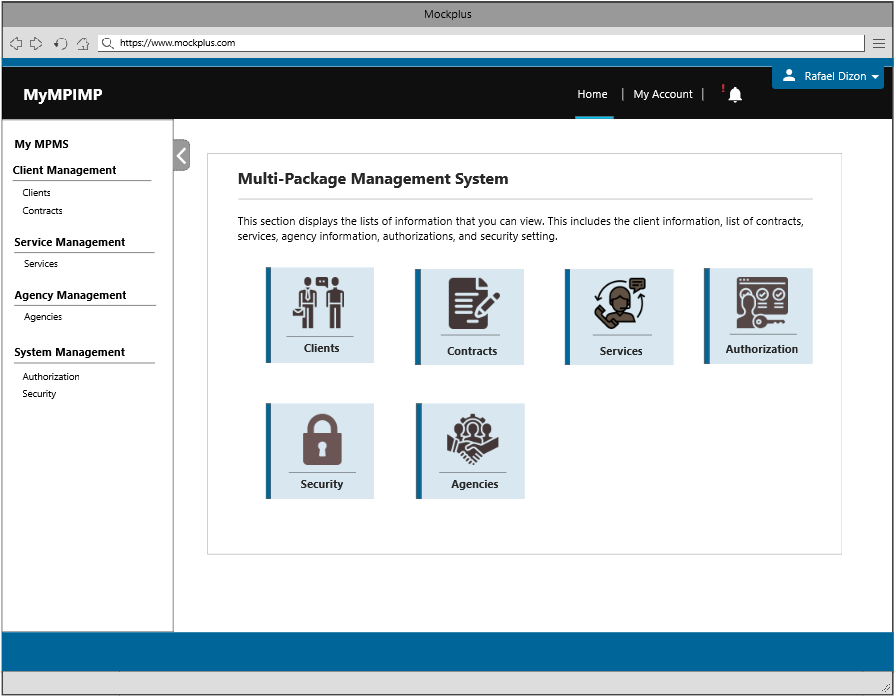 Mockplus
https://www.mockplus.com
Rafael Dizon
MyMPIMP
Home | My Account |
!
My MPMS
Client Management
Clients
Contracts
Service Management
Services
Agency Management
Agencies
System Management
Authorization
Security
Multi-Package Management System
This section displays the lists of information that you can view. This includes the client information, list of contracts,
services, agency information, authorizations, and security setting.
Clients
Contracts
Services
Authorization
Security
Agencies